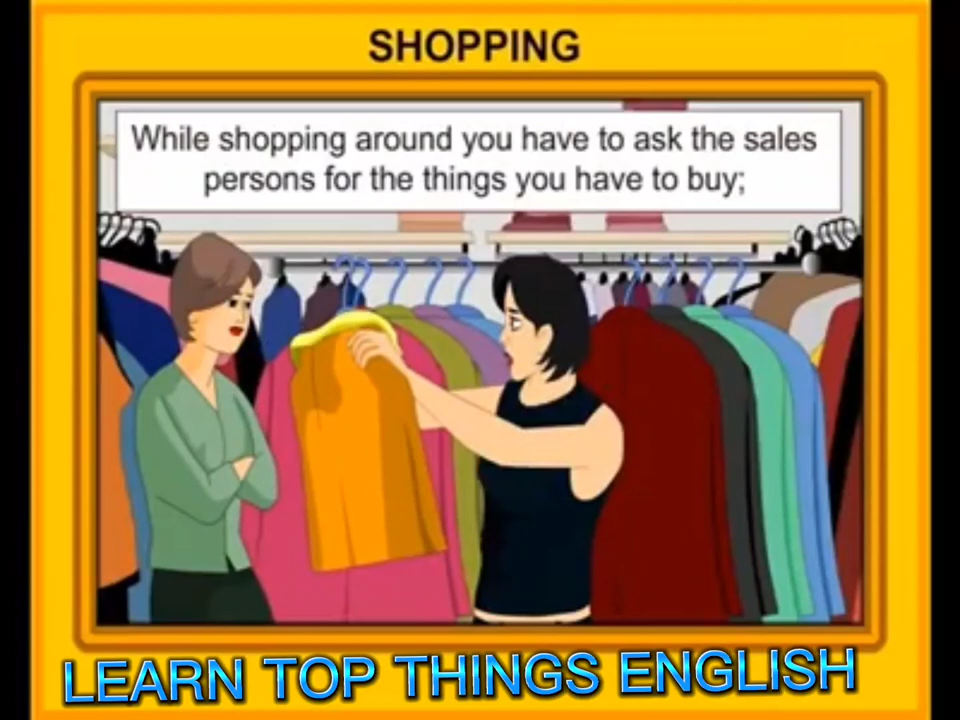 SHOPPING
While shopping around you have to ask the sales
persons for the things you have to buy;
LEARN TOP THINGS ENGLISH